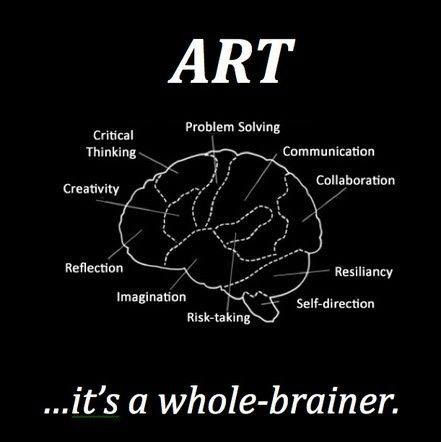 ART
Problem Solving
Critical
Thinking
Communication
Creativity
Collaboration
Reflection
Resiliancy
Imagination
Self-direction
Risk-taking
...it's a whole-brainer.